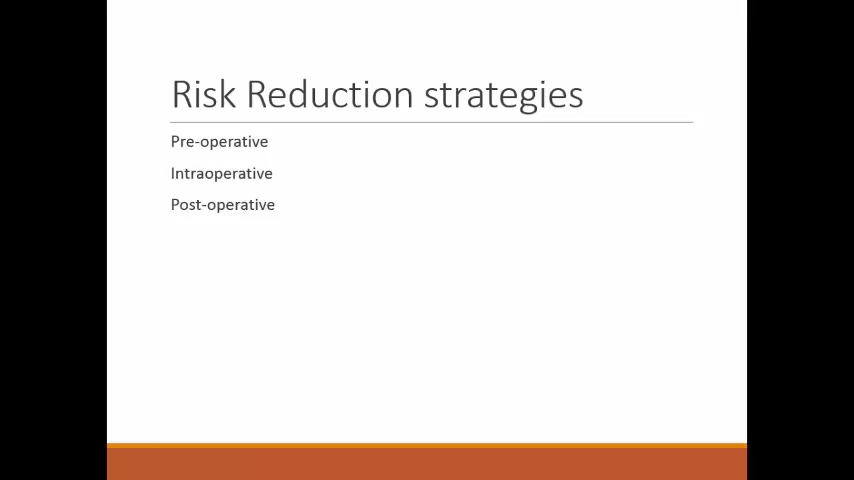 Risk Reduction strategies
Pre-operative
Intraoperative
Post-operative